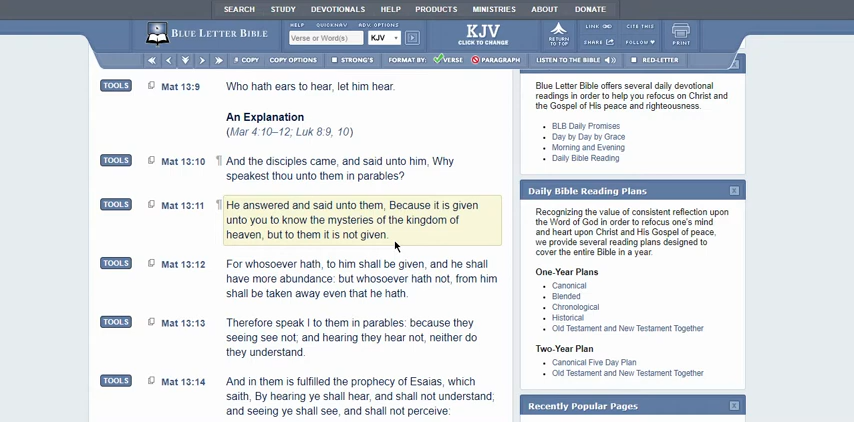 SEARCH STUDY DEVOTIONALS HELP PRODUCTS MINISTRIES ABOUT DONATE
BLUE LETTER BIBLE
HELP QUICKNAV ADV. OPTIONS
Verse or Word(s) KJV
KJV
CLICK TO CHANGE
RETURN
TO TOP
LINK CITE THIS
SHARE FOLLOW
PRINT
COPY COPY OPTIONS STRONG'S FORMAT BY: VERSE PARAGRAPH LISTEN TO THE BIBLE RED-LETTER
TOOLS Mat 13:9 Who hath ears to hear, let him hear.
An Explanation
(Mar 4:10–12; Luk 8:9, 10)
TOOLS Mat 13:10 ¶ And the disciples came, and said unto him, Why
speakest thou unto them in parables?
TOOLS Mat 13:11 ¶ He answered and said unto them, Because it is given
unto you to know the mysteries of the kingdom of
heaven, but to them it is not given.
TOOLS Mat 13:12 For whosoever hath, to him shall be given, and he shall
have more abundance: but whosoever hath not, from him
shall be taken away even that he hath.
TOOLS Mat 13:13 Therefore speak I to them in parables: because they
seeing see not; and hearing they hear not, neither do
they understand.
TOOLS Mat 13:14 And in them is fulfilled the prophecy of Esaias, which
saith, By hearing ye shall hear, and shall not understand;
and seeing ye shall see, and shall not perceive:
Blue Letter Bible offers several daily devotional
readings in order to help you refocus on Christ and
the Gospel of His peace and righteousness.
BLB Daily Promises
Day by Day by Grace
Morning and Evening
Daily Bible Reading
Daily Bible Reading Plans
Recognizing the value of consistent reflection upon
the Word of God in order to refocus one's mind
and heart upon Christ and His Gospel of peace,
we provide several reading plans designed to
cover the entire Bible in a year.
One-Year Plans
Canonical
Blended
Chronological
Historical
Old Testament and New Testament Together
Two-Year Plan
Canonical Five Day Plan
Old Testament and New Testament Together
Recently Popular Pages